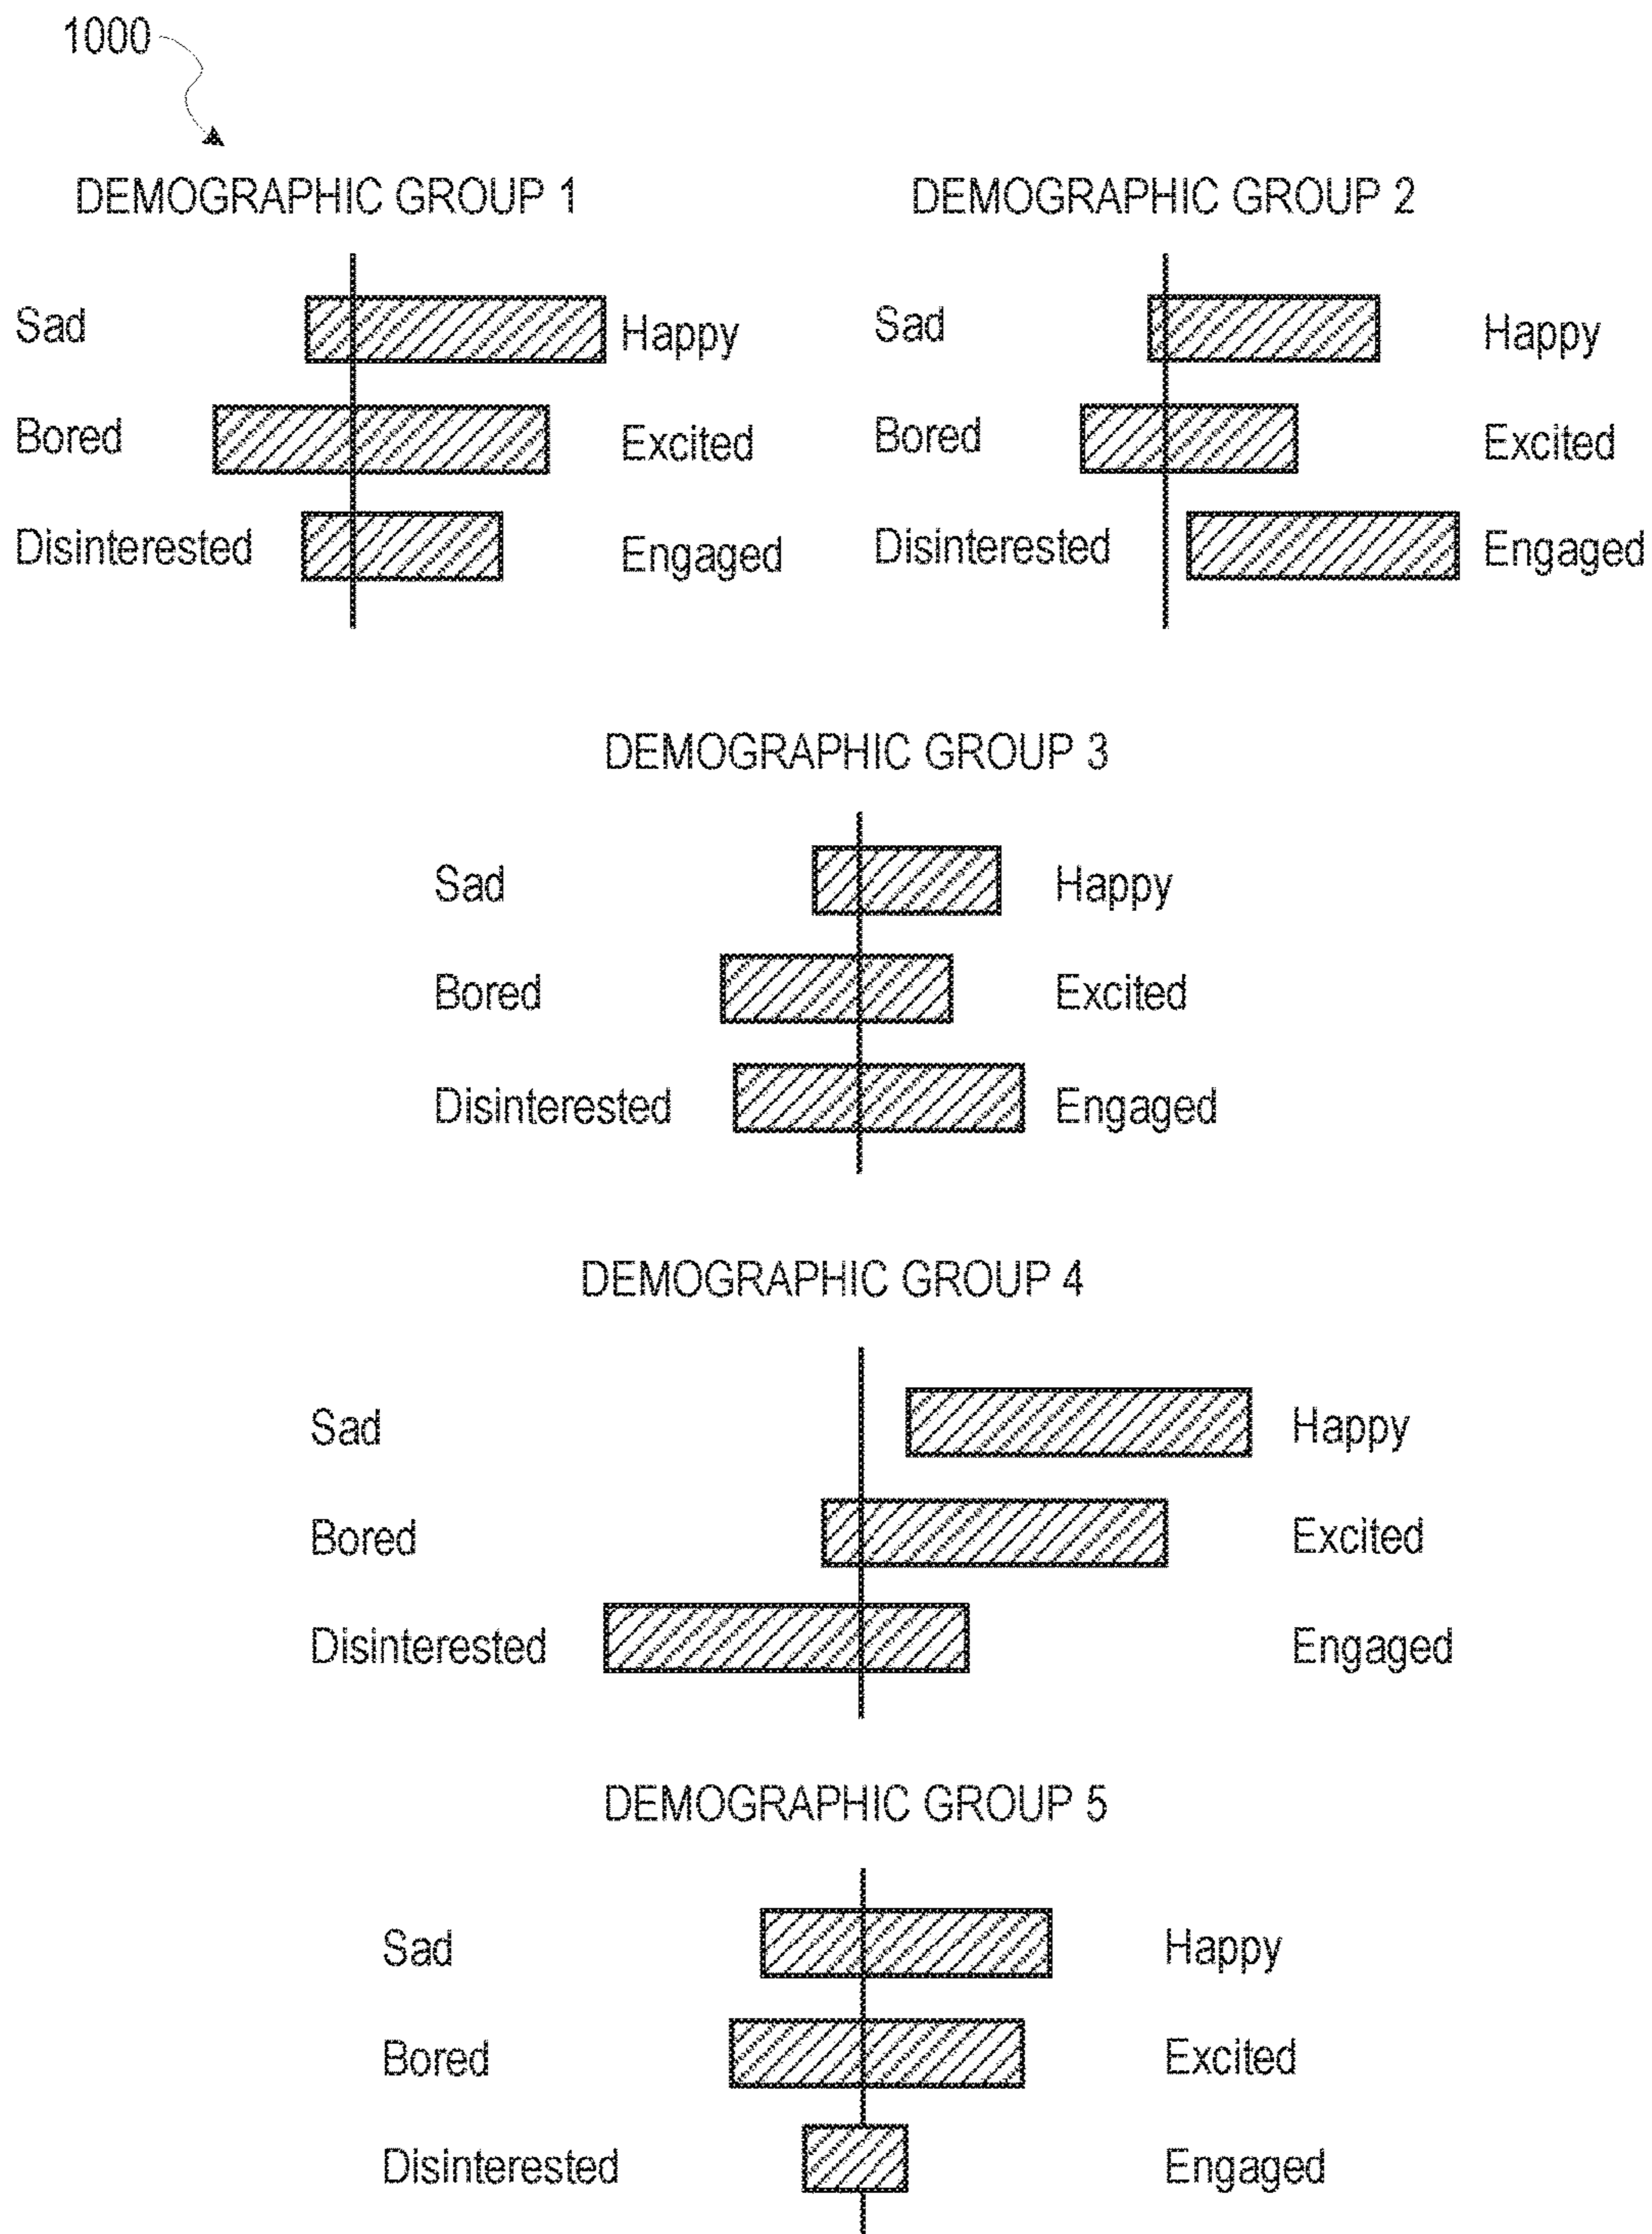 1000
DEMOGRAPHIC GROUP 1
Sad Happy
Bored Excited
Disinterested Engaged
DEMOGRAPHIC GROUP 2
Sad Happy
Bored Excited
Disinterested Engaged
DEMOGRAPHIC GROUP 3
Sad Happy
Bored Excited
Disinterested Engaged
DEMOGRAPHIC GROUP 4
Sad Happy
Bored Excited
Disinterested Engaged
DEMOGRAPHIC GROUP 5
Sad Happy
Bored Excited
Disinterested Engaged